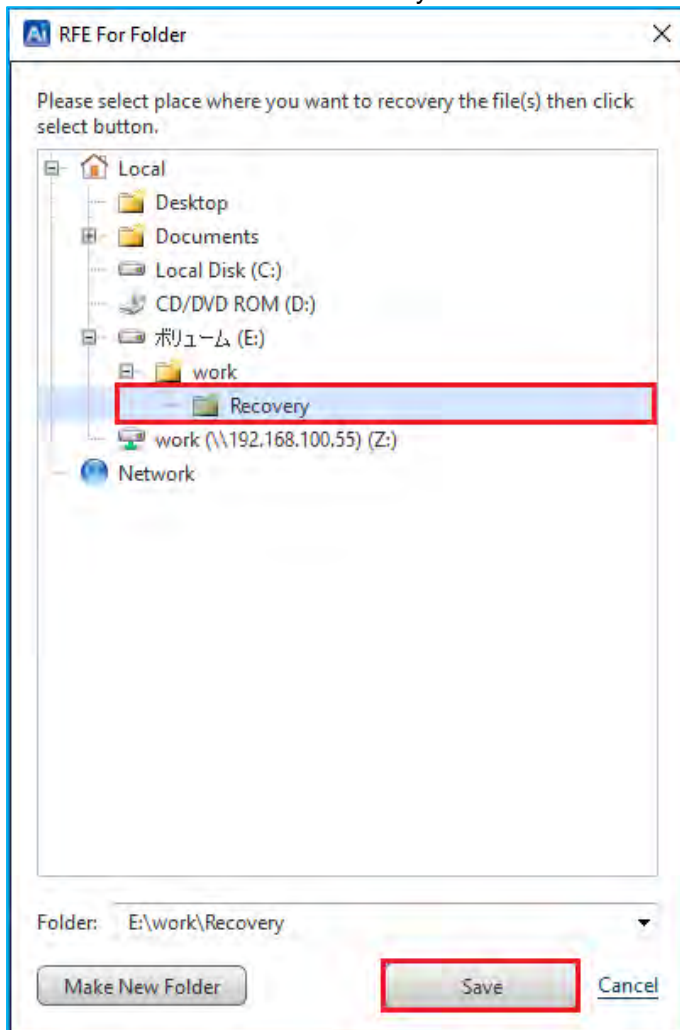 Ai RFE For Folder
Please select place where you want to recovery the file(s) then click
select button.
Local
Desktop
Documents
Local Disk (C:)
CD/DVD ROM (D:)
ボリューム (E:)
work
Recovery
work (\\192.168.100.55) (Z:)
Network
Folder: E:\work\Recovery
Make New Folder Save Cancel